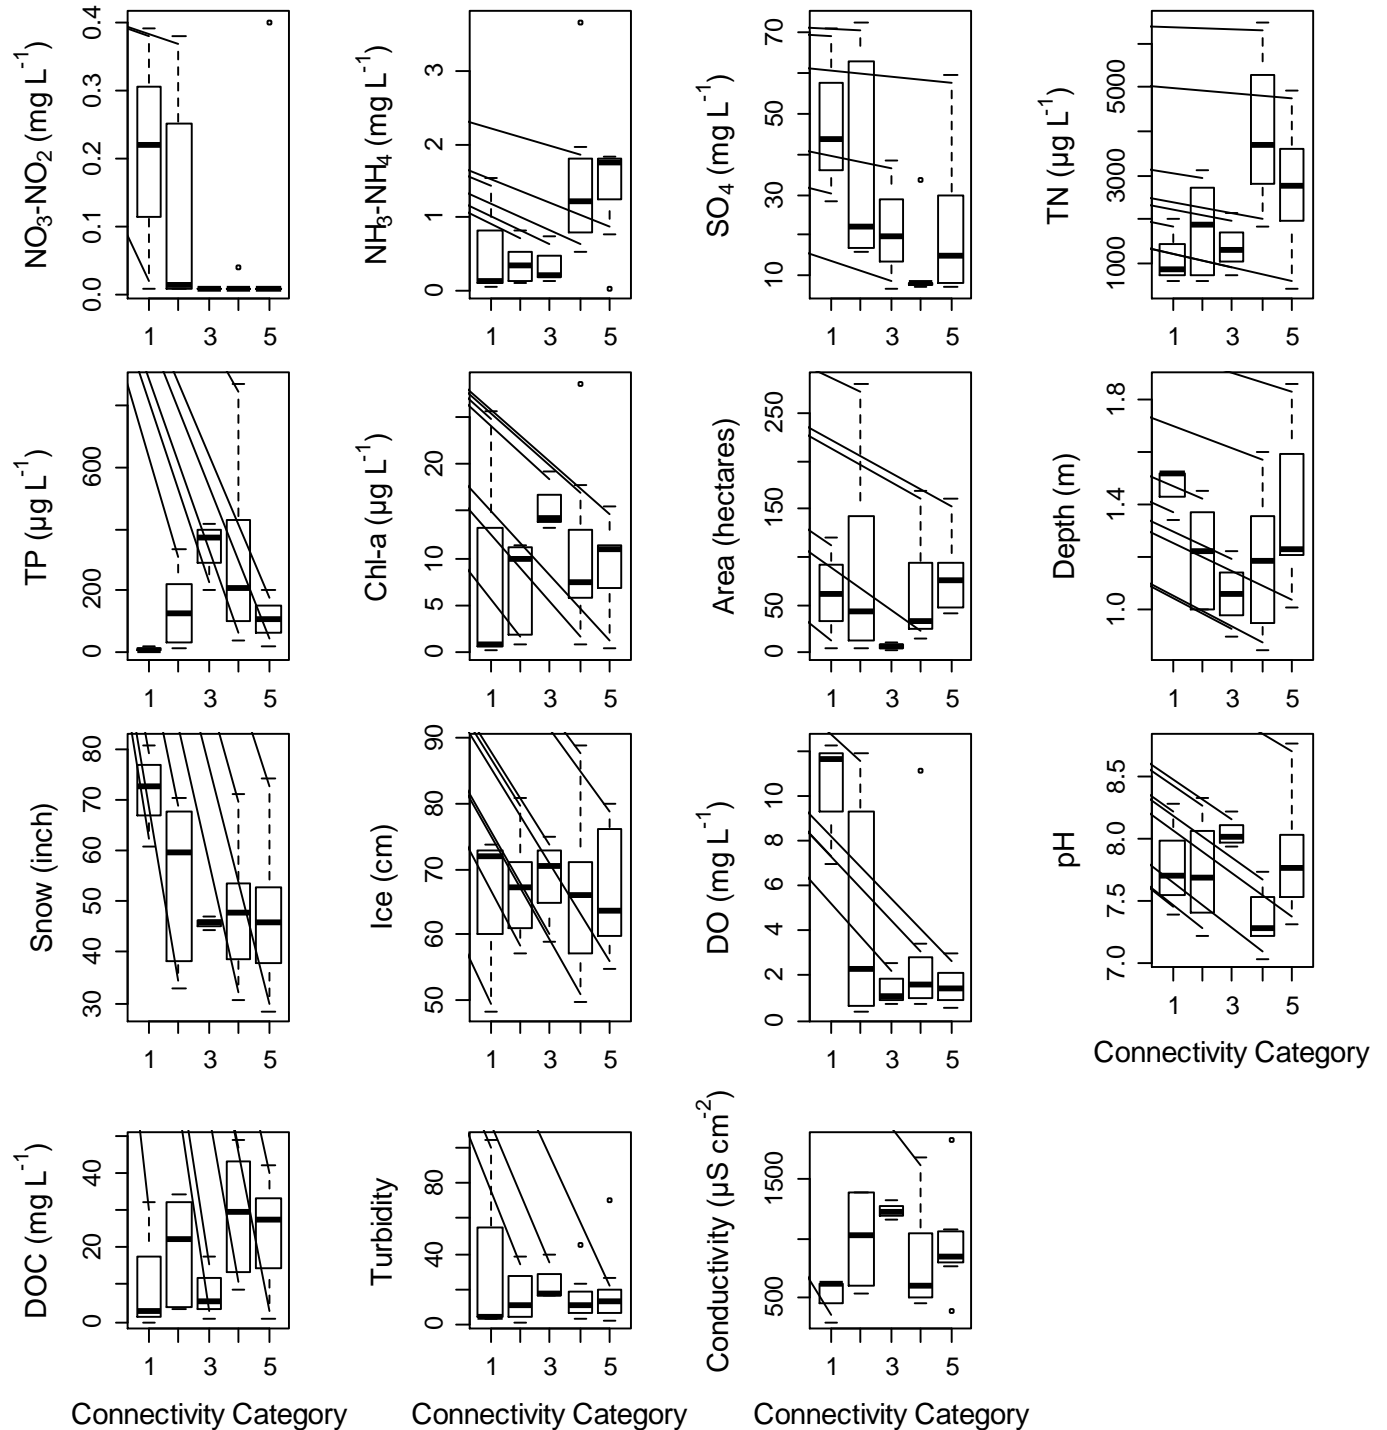 NO₃-NO₂ (mg L⁻¹)
0.0 0.1 0.2 0.3 0.4
1 3 5
NH₃-NH₄ (mg L⁻¹)
0 1 2 3
1 3 5
SO₄ (mg L⁻¹)
10 30 50 70
1 3 5
TN (µg L⁻¹)
1000 3000 5000
1 3 5
TP (µg L⁻¹)
0 200 600
1 3 5
Chl-a (µg L⁻¹)
0 5 10 20
1 3 5
Area (hectares)
0 50 150 250
1 3 5
Depth (m)
1.0 1.4 1.8
1 3 5
Snow (inch)
30 40 50 60 70 80
1 3 5
Ice (cm)
50 60 70 80 90
1 3 5
DO (mg L⁻¹)
0 2 4 6 8 10
1 3 5
pH
7.0 7.5 8.0 8.5
1 3 5
Connectivity Category
DOC (mg L⁻¹)
0 20 40
1 3 5
Connectivity Category
Turbidity
0 40 80
1 3 5
Connectivity Category
Conductivity (µS cm⁻²)
500 1500
1 3 5
Connectivity Category